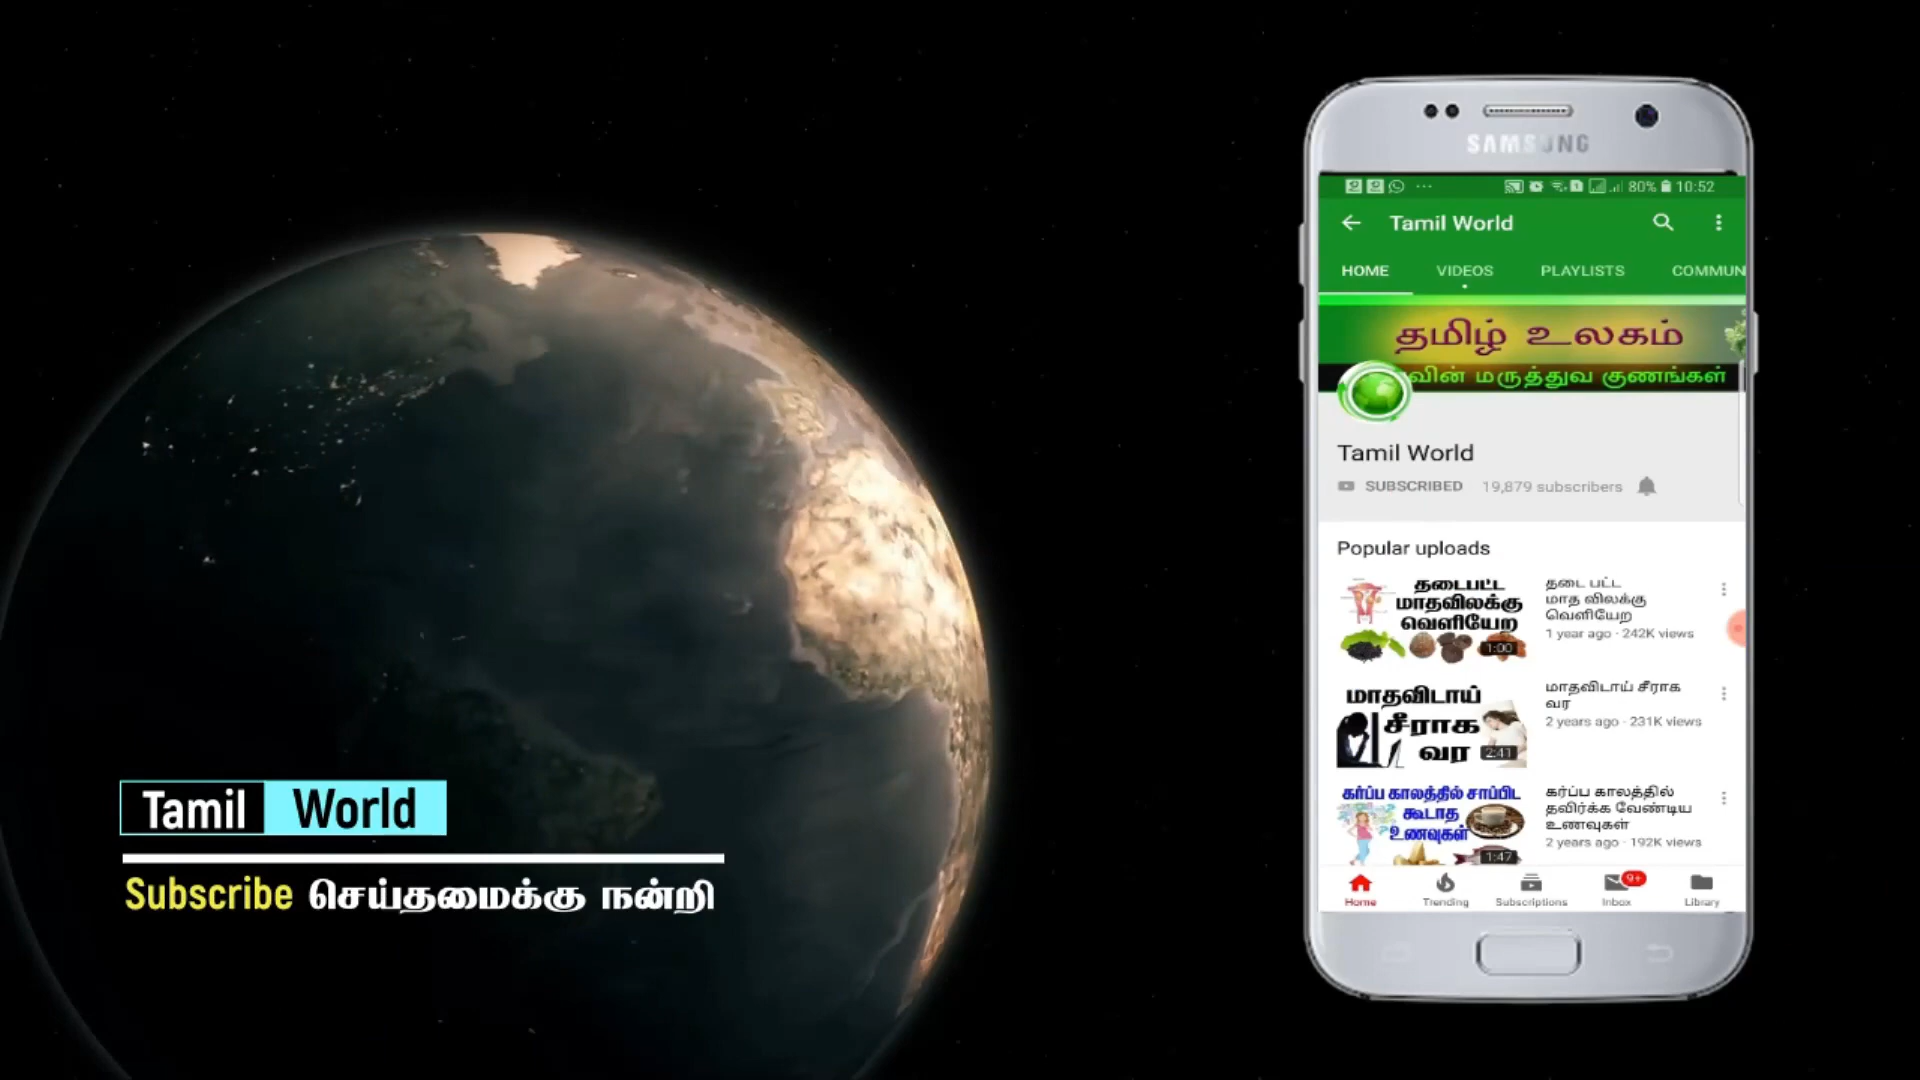 Tamil World
Subscribe செய்தமைக்கு நன்றி
SAMSUNG
80% 10:52
Tamil World
HOME VIDEOS PLAYLISTS COMMUN
தமிழ் உலகம்
வின் மருத்துவ குணங்கள்
Tamil World
SUBSCRIBED 19,879 subscribers
Popular uploads
தடைபட்ட
மாதவிலக்கு
வெளியேற
1:00
தடை பட்ட
மாத விலக்கு
வெளியேற
1 year ago · 242K views
மாதவிடாய்
சீராக
வர
2:41
மாதவிடாய் சீராக
வர
2 years ago · 231K views
கர்ப்ப காலத்தில் சாப்பிட
கூடாத
உணவுகள்
1:47
கர்ப்ப காலத்தில்
தவிர்க்க வேண்டிய
உணவுகள்
2 years ago · 192K views
9+
Home Trending Subscriptions Inbox Library